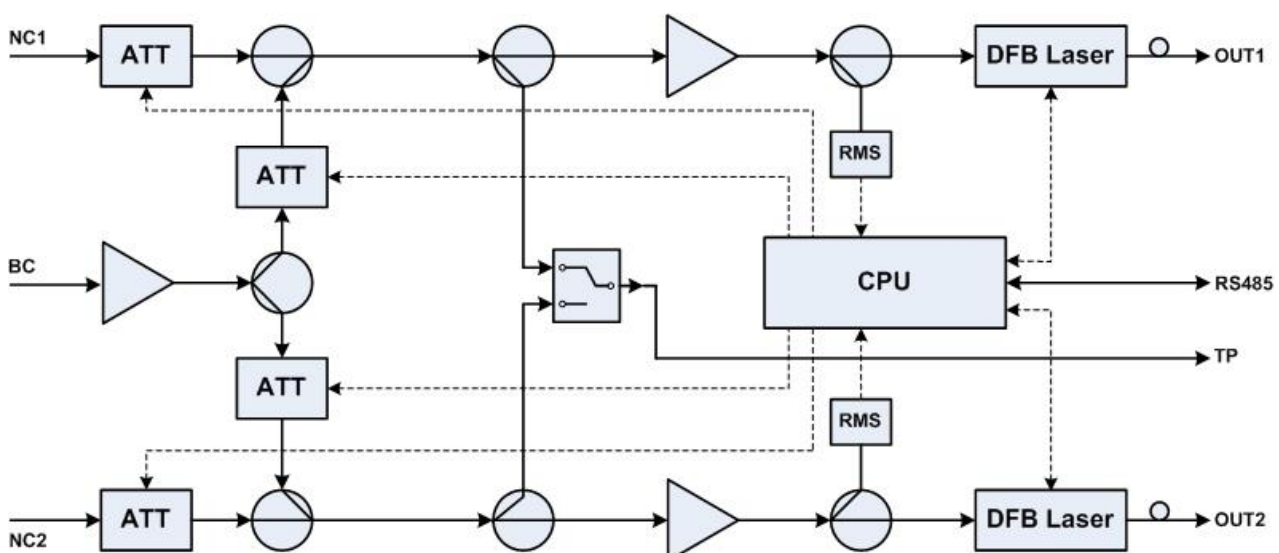 NC1
ATT
DFB Laser
OUT1
RMS
ATT
BC
CPU
RS485
TP
ATT
RMS
NC2
ATT
DFB Laser
OUT2